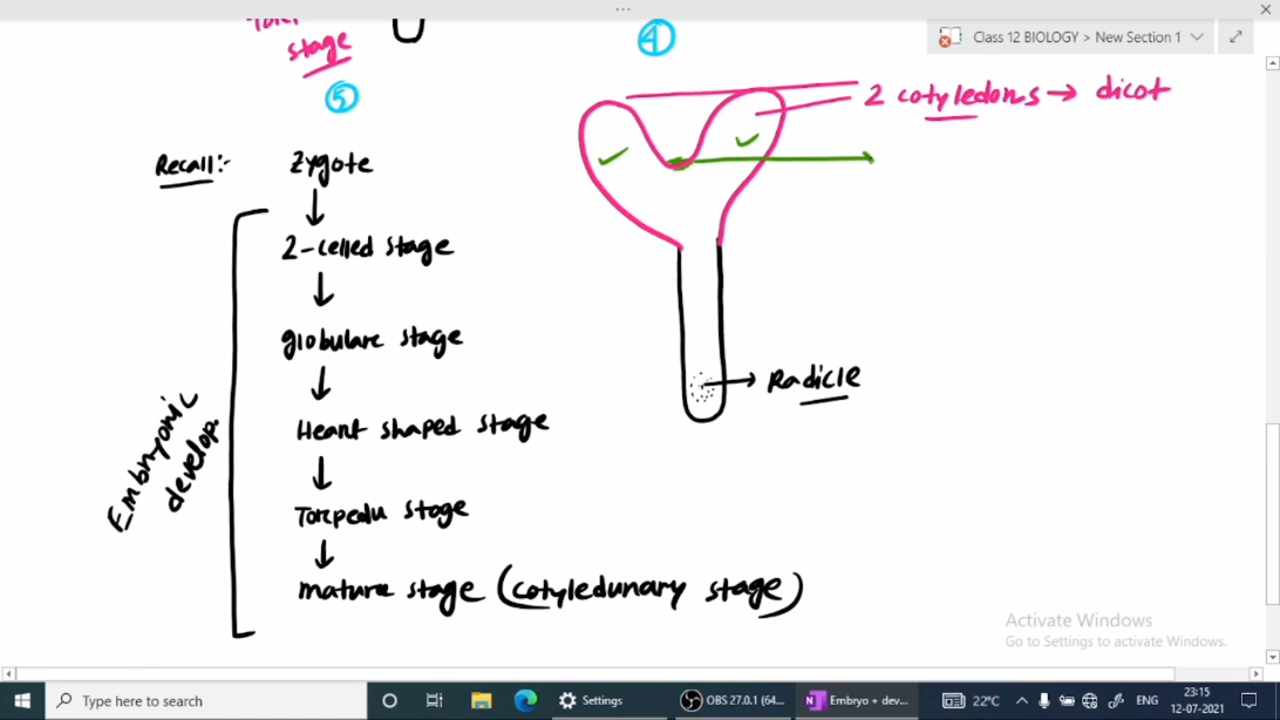 Class 12 BIOLOGY > New Section 1
stage
4
5
2 cotyledons → dicot
Recall:-
Zygote
2-celled stage
globular stage
Heart shaped stage
Torpedu stage
mature stage (cotyledunary stage)
Embryonic
develop.
Radicle
Activate Windows
Go to Settings to activate Windows.
Type here to search
Settings
OBS 27.0.1 (64...
Embryo + dev...
22°C
ENG
23:15
12-07-2021